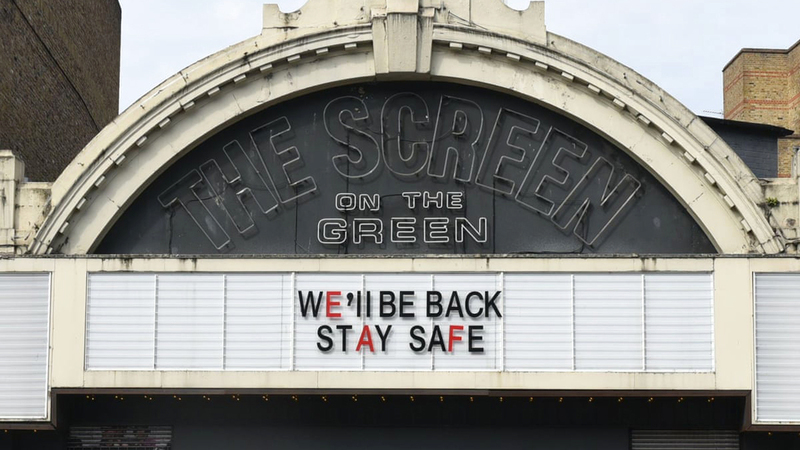 THE SCREEN
ON THE
GREEN
WE'll BE BACK
STAY SAFE